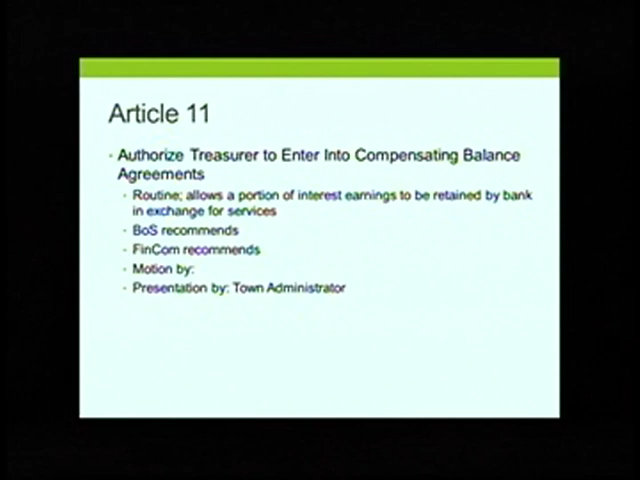 Article 11
· Authorize Treasurer to Enter Into Compensating Balance
Agreements
· Routine; allows a portion of interest earnings to be retained by bank
in exchange for services
· BoS recommends
· FinCom recommends
· Motion by:
· Presentation by: Town Administrator